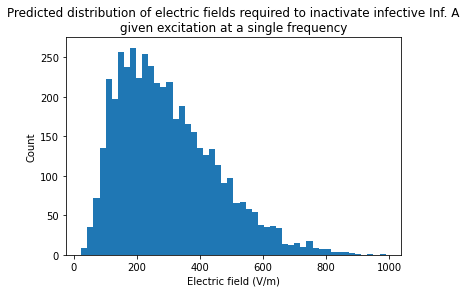 Predicted distribution of electric fields required to inactivate infective Inf. A
given excitation at a single frequency
250
200
150
100
50
0
Count
0 200 400 600 800 1000
Electric field (V/m)